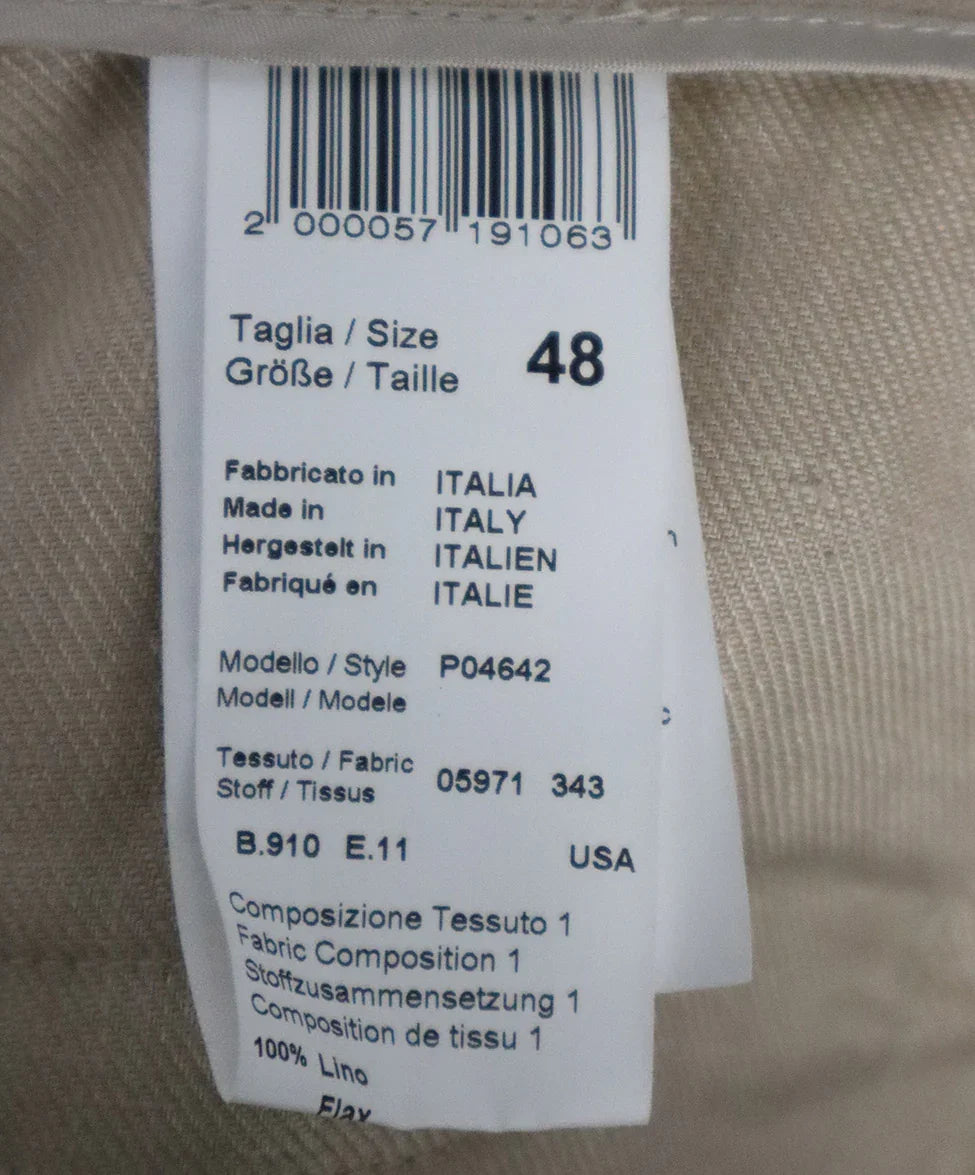 2 000057 191063
Taglia / Size
Größe / Taille 48
Fabbricato in ITALIA
Made in ITALY
Hergestelt in ITALIEN
Fabriqué en ITALIE
Modello / Style P04642
Modell / Modele
Tessuto / Fabric
Stoff / Tissus 05971 343
B.910 E.11 USA
Composizione Tessuto 1
Fabric Composition 1
Stoffzusammensetzung 1
Composition de tissu 1
100% Lino
Flax